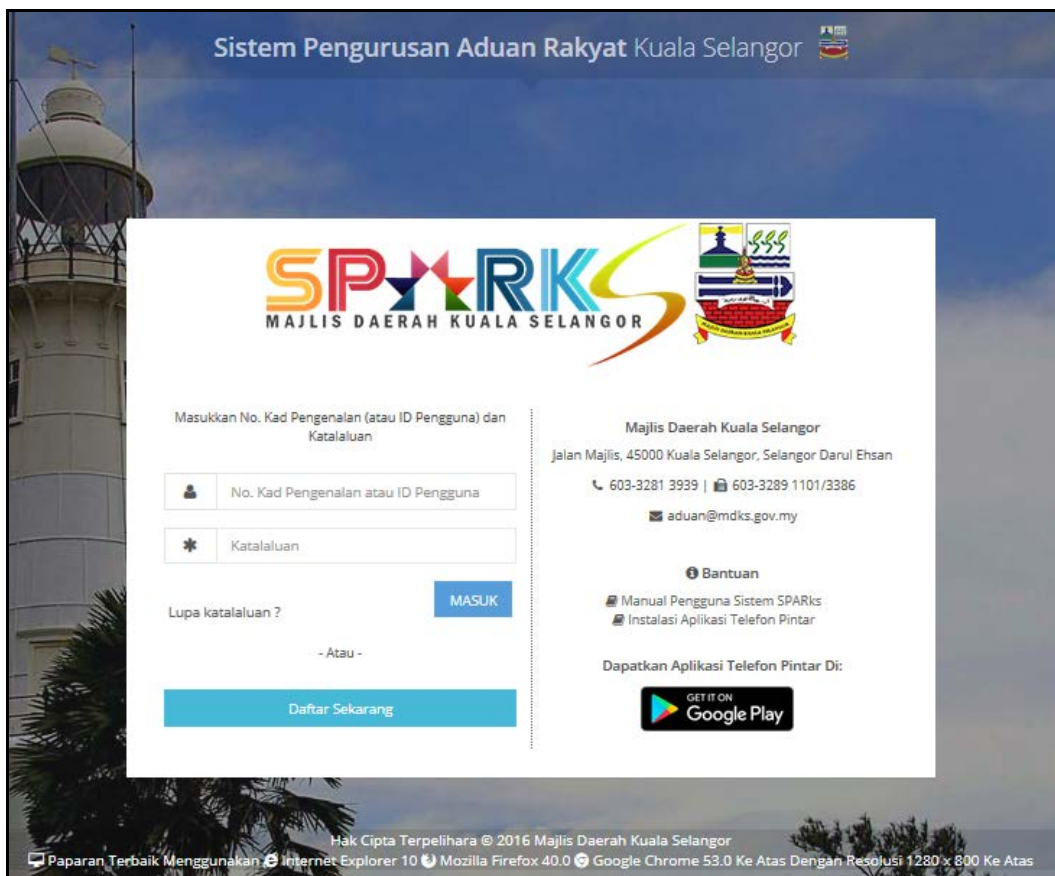 Sistem Pengurusan Aduan Rakyat Kuala Selangor
SPARKS
MAJLIS DAERAH KUALA SELANGOR
Masukkan No. Kad Pengenalan (atau ID Pengguna) dan
Katalaluan
No. Kad Pengenalan atau ID Pengguna
Katalaluan
Lupa katalaluan ?
MASUK
- Atau -
Daftar Sekarang
Majlis Daerah Kuala Selangor
Jalan Majlis, 45000 Kuala Selangor, Selangor Darul Ehsan
603-3281 3939 | 603-3289 1101/3386
aduan@mdks.gov.my
Bantuan
Manual Pengguna Sistem SPARks
Instalasi Aplikasi Telefon Pintar
Dapatkan Aplikasi Telefon Pintar Di:
GET IT ON
Google Play
Hak Cipta Terpelihara © 2016 Majlis Daerah Kuala Selangor
Paparan Terbaik Menggunakan Internet Explorer 10 Mozilla Firefox 40.0 Google Chrome 53.0 Ke Atas Dengan Resolusi 1280 x 800 Ke Atas